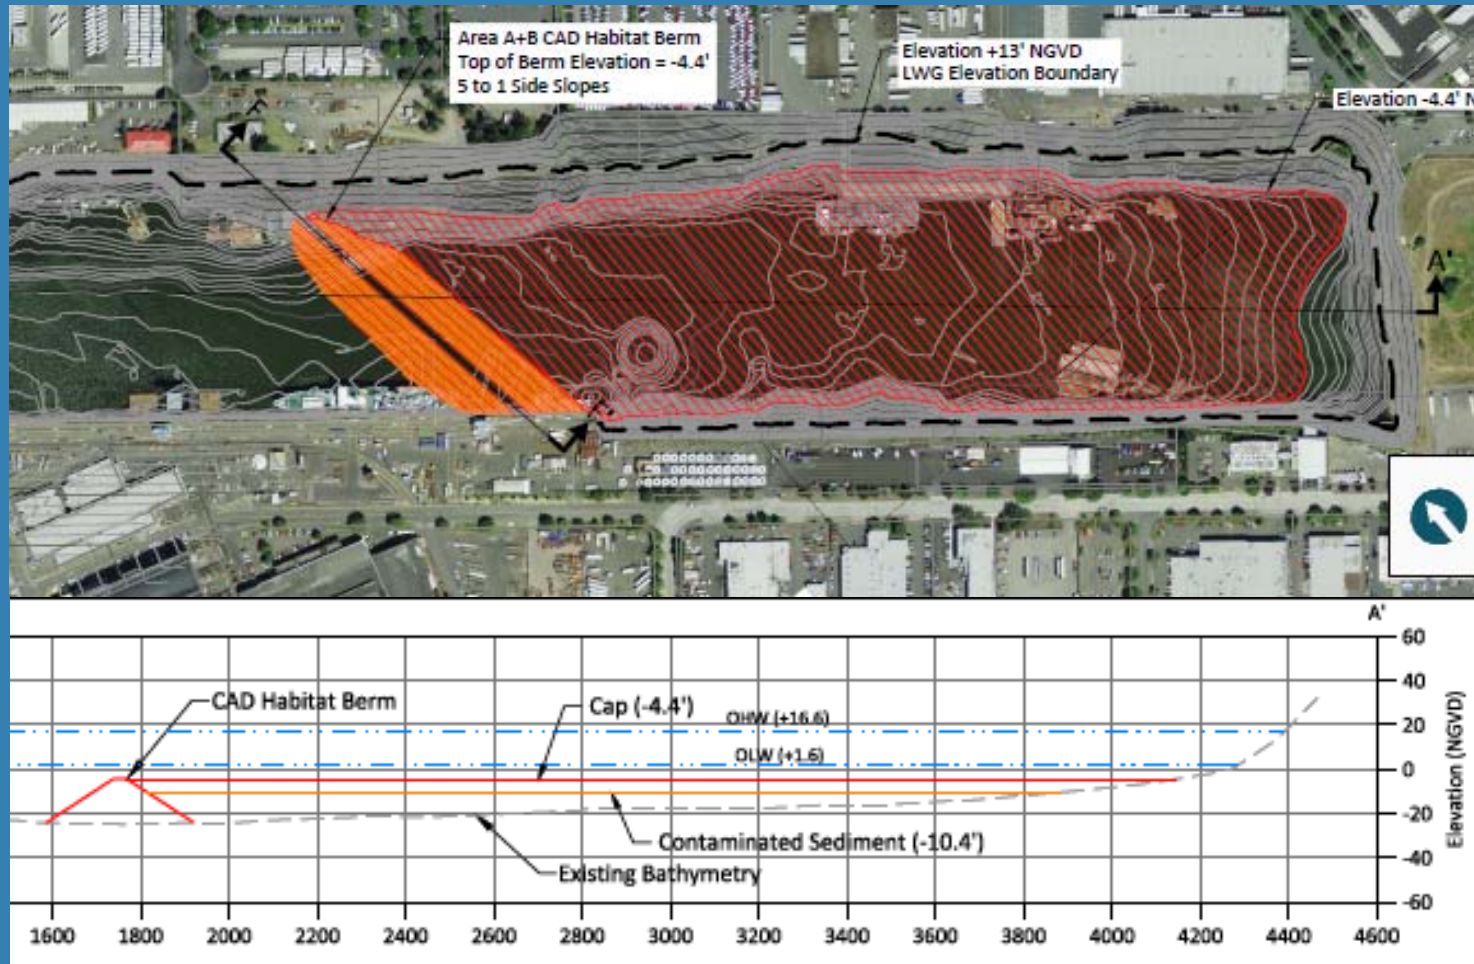 Area A+B CAD Habitat Berm
Top of Berm Elevation = -4.4'
5 to 1 Side Slopes
Elevation +13' NGVD
LWG Elevation Boundary
Elevation -4.4' N
A'
A'
CAD Habitat Berm
Cap (-4.4')
OHW (+16.6)
OLW (+1.6)
Contaminated Sediment (-10.4')
Existing Bathymetry
60
40
20
0
-20
-40
-60
Elevation (NGVD)
1600 1800 2000 2200 2400 2600 2800 3000 3200 3400 3600 3800 4000 4200 4400 4600